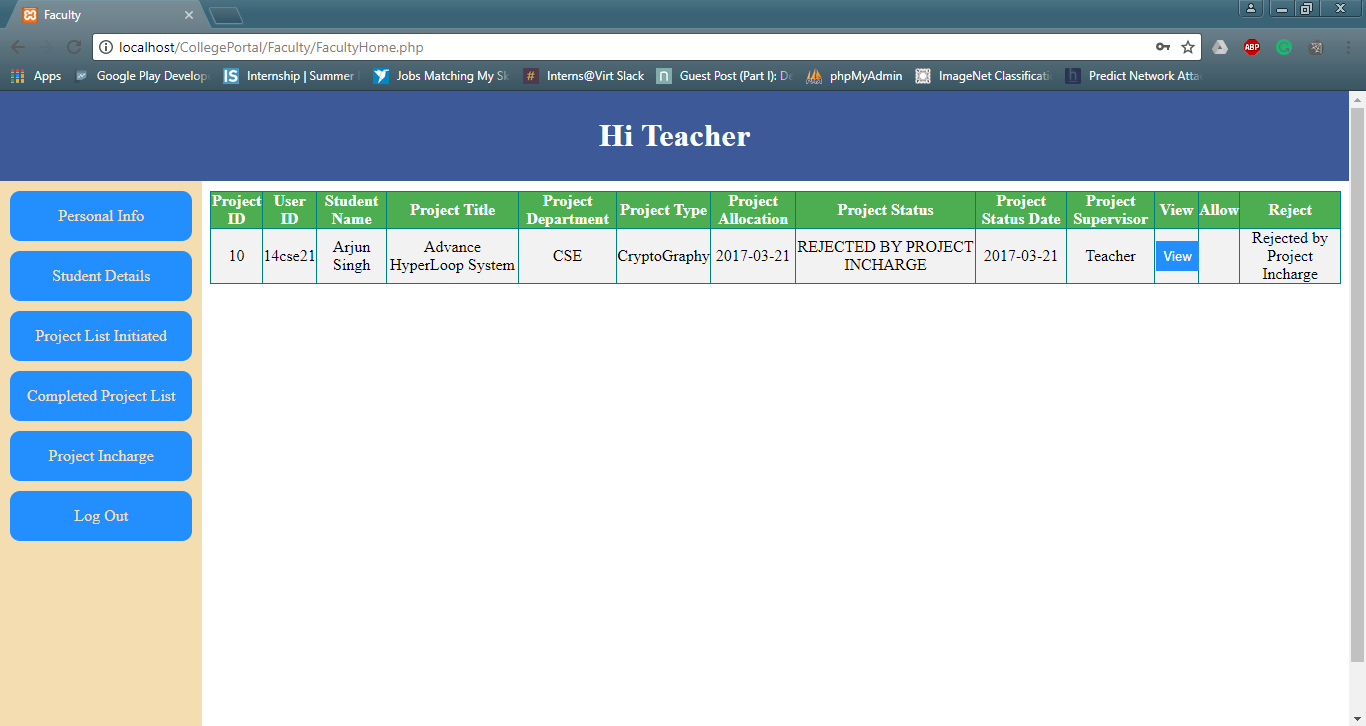 Faculty
localhost/CollegePortal/Faculty/FacultyHome.php
ABP
Apps Google Play Develop IS Internship | Summer Jobs Matching My Sk # Interns@Virt Slack n Guest Post (Part I): De phpMyAdmin ImageNet Classificati h Predict Network Atta
Hi Teacher
Personal Info
Student Details
Project List Initiated
Completed Project List
Project Incharge
Log Out
Project ID User ID Student Name Project Title Project Department Project Type Project Allocation Project Status Project Status Date Project Supervisor View Allow Reject
10 14cse21 Arjun Singh Advance HyperLoop System CSE CryptoGraphy 2017-03-21 REJECTED BY PROJECT INCHARGE 2017-03-21 Teacher View Rejected by Project Incharge